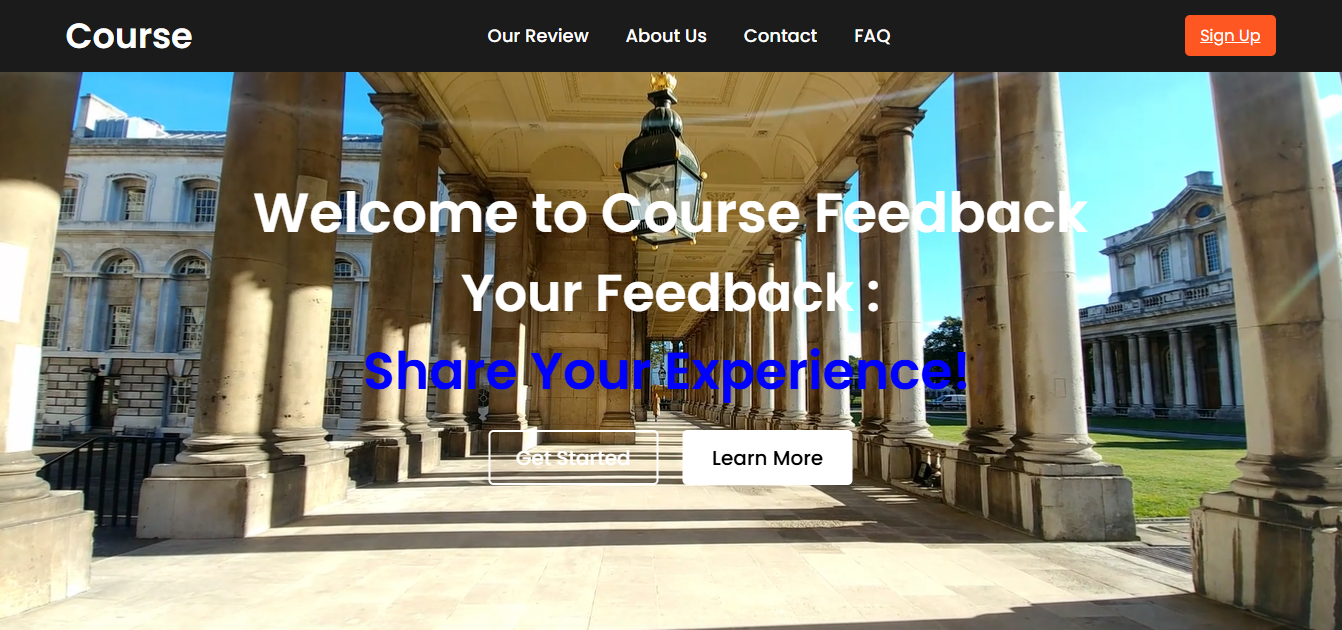 Course
Our Review About Us Contact FAQ
Sign Up
Welcome to Course Feedback
Your Feedback :
Share Your Experience!
Get Started
Learn More